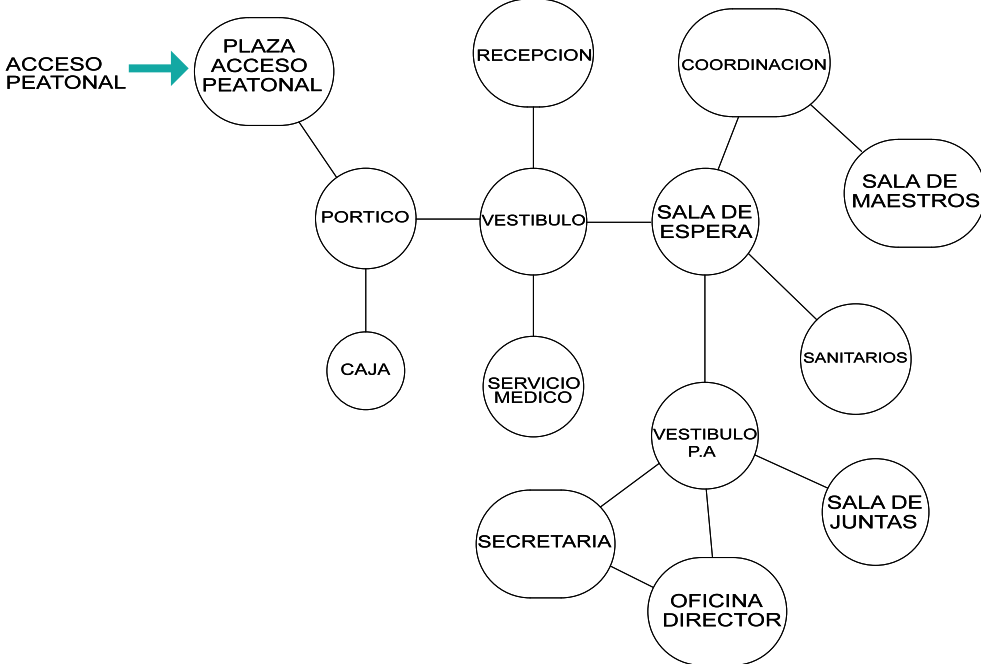 ACCESO
PEATONAL
PLAZA
ACCESO
PEATONAL
RECEPCION
COORDINACION
SALA DE
MAESTROS
PORTICO
VESTIBULO
SALA DE
ESPERA
CAJA
SERVICIO
MEDICO
SANITARIOS
VESTIBULO
P.A
SALA DE
JUNTAS
SECRETARIA
OFICINA
DIRECTOR